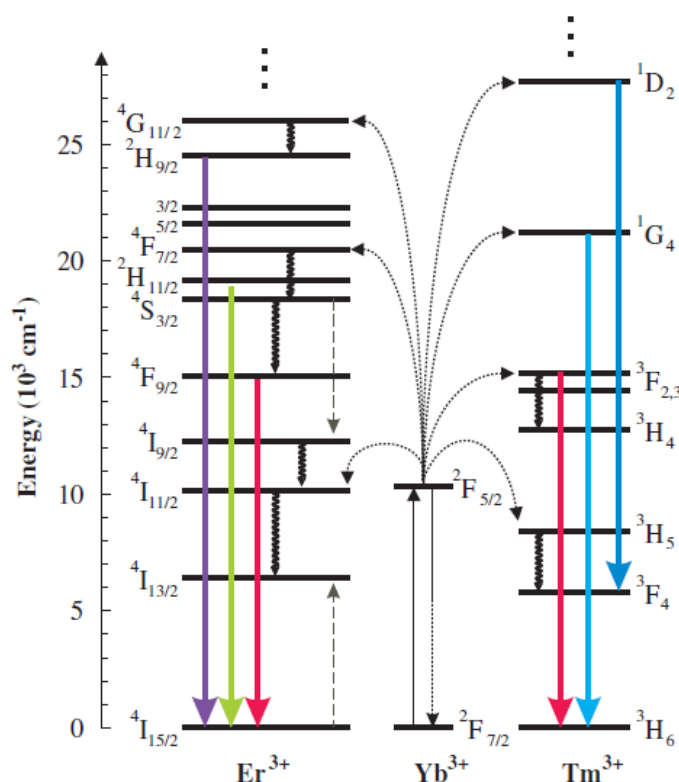 Energy (10³ cm⁻¹)
25
20
15
10
5
0
⁴G₁₁/₂
²H₉/₂
3/2
5/2
⁴F₇/₂
²H₁₁/₂
⁴S₃/₂
⁴F₉/₂
⁴I₉/₂
⁴I₁₁/₂
⁴I₁₃/₂
⁴I₁₅/₂
Er³⁺
²F₅/₂
²F₇/₂
Yb³⁺
¹D₂
¹G₄
³F₂,₃
³H₄
³H₅
³F₄
³H₆
Tm³⁺